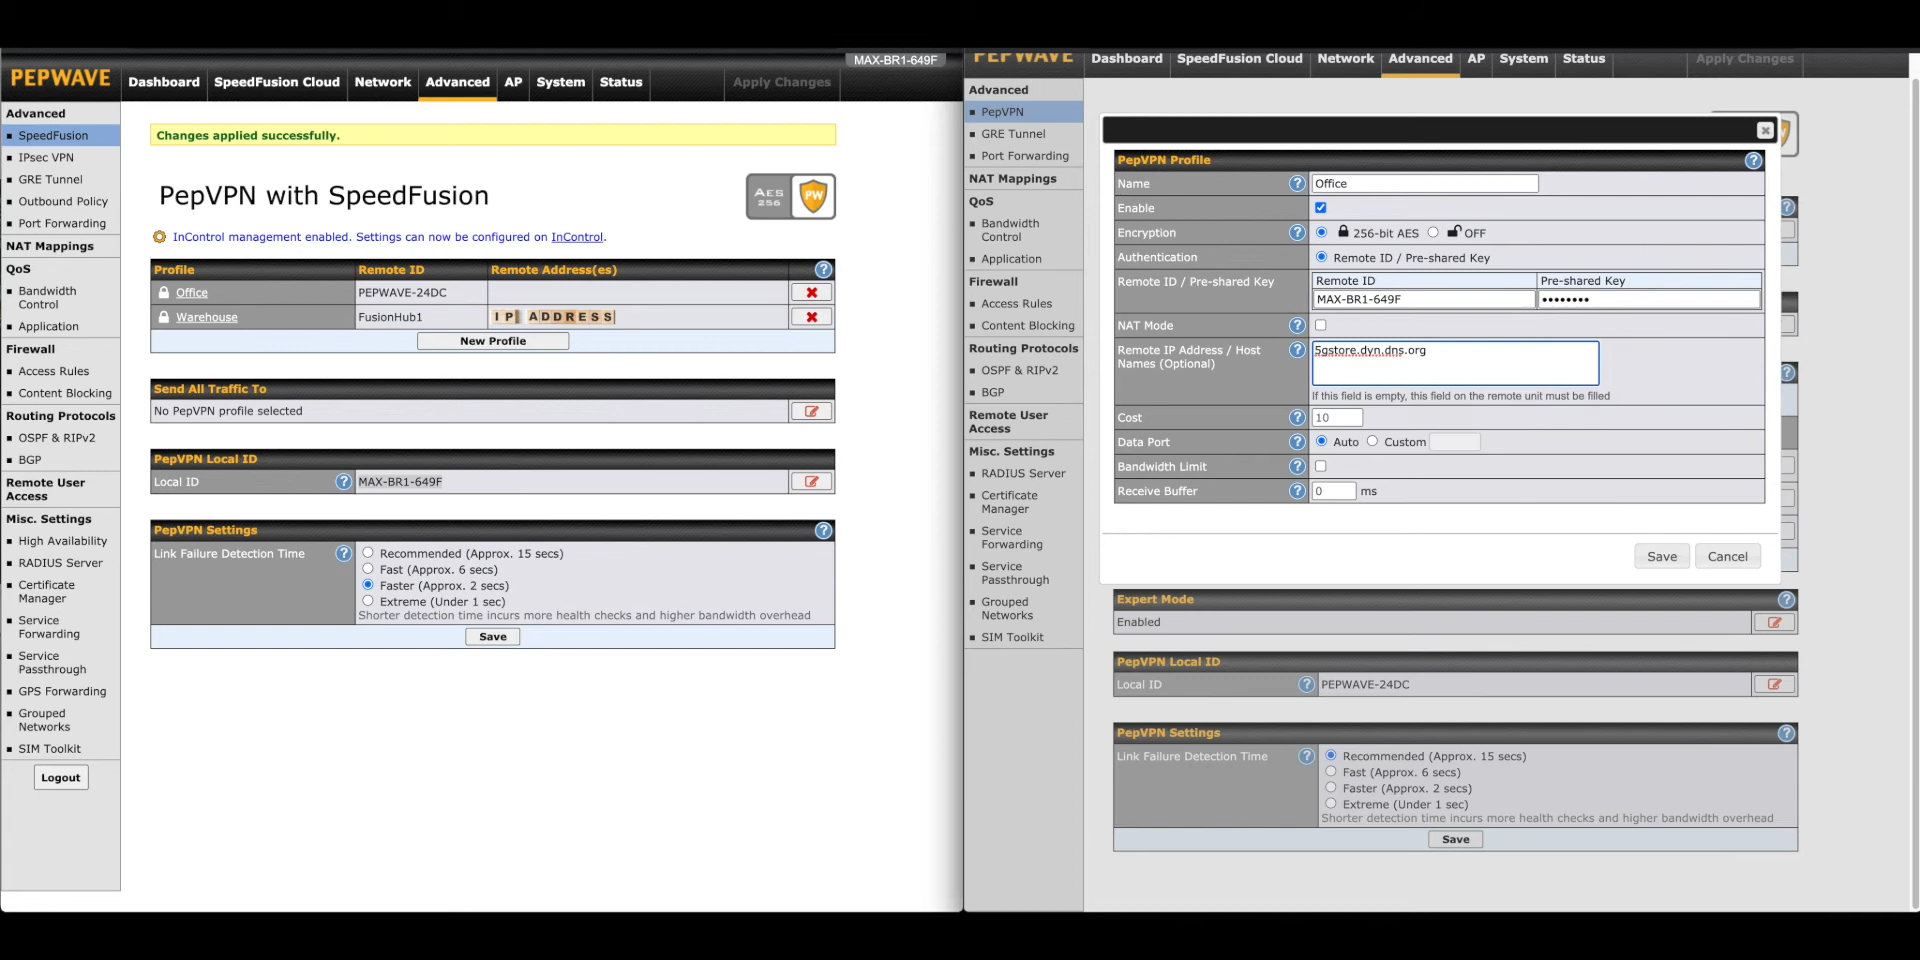 MAX-BR1-649F
PEPWAVE
Dashboard SpeedFusion Cloud Network Advanced AP System Status Apply Changes
Advanced
SpeedFusion
IPsec VPN
GRE Tunnel
Outbound Policy
Port Forwarding
NAT Mappings
QoS
Bandwidth
Control
Application
Firewall
Access Rules
Content Blocking
Routing Protocols
OSPF & RIPv2
BGP
Remote User
Access
Misc. Settings
High Availability
RADIUS Server
Certificate
Manager
Service
Forwarding
Service
Passthrough
GPS Forwarding
Grouped
Networks
SIM Toolkit
Logout
Changes applied successfully.
PepVPN with SpeedFusion
AES
256
PW
InControl management enabled. Settings can now be configured on InControl.
Profile Remote ID Remote Address(es) ?
Office PEPWAVE-24DC
Warehouse FusionHub1 IP ADDRESS
New Profile
Send All Traffic To
No PepVPN profile selected
PepVPN Local ID
Local ID ? MAX-BR1-649F
PepVPN Settings ?
Link Failure Detection Time ? Recommended (Approx. 15 secs)
Fast (Approx. 6 secs)
Faster (Approx. 2 secs)
Extreme (Under 1 sec)
Shorter detection time incurs more health checks and higher bandwidth overhead
Save
PEPWAVE
Dashboard SpeedFusion Cloud Network Advanced AP System Status Apply Changes
Advanced
PepVPN
GRE Tunnel
Port Forwarding
NAT Mappings
QoS
Bandwidth
Control
Application
Firewall
Access Rules
Content Blocking
Routing Protocols
OSPF & RIPv2
BGP
Remote User
Access
Misc. Settings
RADIUS Server
Certificate
Manager
Service
Forwarding
Service
Passthrough
Grouped
Networks
SIM Toolkit
PepVPN Profile ?
Name ? Office
Enable
Encryption ? 256-bit AES OFF
Authentication Remote ID / Pre-shared Key
Remote ID / Pre-shared Key Remote ID Pre-shared Key
MAX-BR1-649F ••••••••
NAT Mode ?
Remote IP Address / Host ? 5gstore.dyn.dns.org
Names (Optional)
If this field is empty, this field on the remote unit must be filled
Cost ? 10
Data Port ? Auto Custom
Bandwidth Limit ?
Receive Buffer ? 0 ms
Save Cancel
Expert Mode ?
Enabled
PepVPN Local ID
Local ID ? PEPWAVE-24DC
PepVPN Settings ?
Link Failure Detection Time ? Recommended (Approx. 15 secs)
Fast (Approx. 6 secs)
Faster (Approx. 2 secs)
Extreme (Under 1 sec)
Shorter detection time incurs more health checks and higher bandwidth overhead
Save